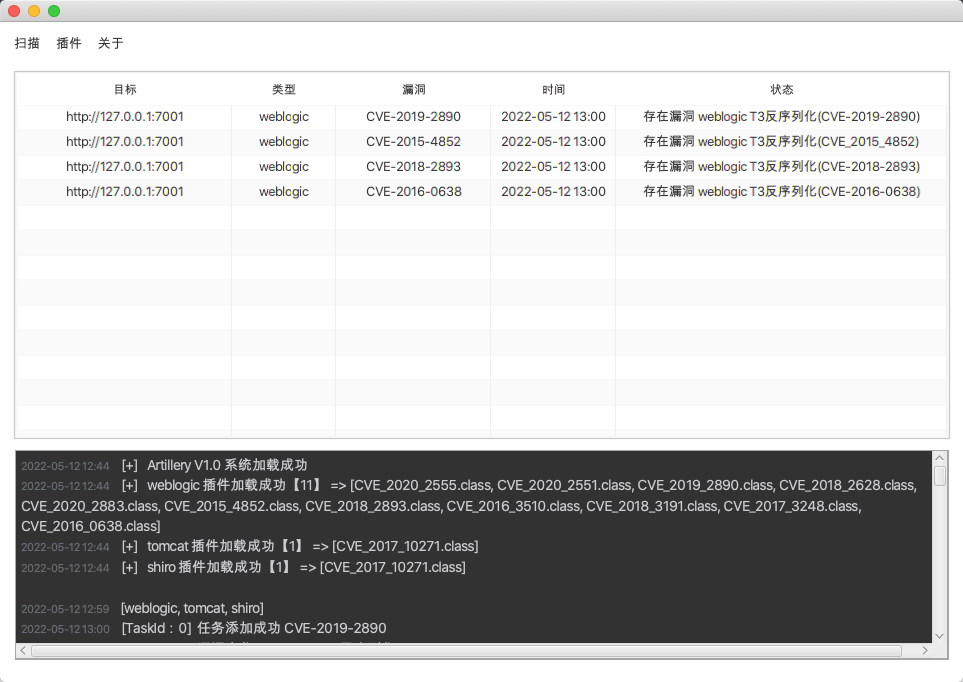 扫描 插件 关于
目标 类型 漏洞 时间 状态
http://127.0.0.1:7001 weblogic CVE-2019-2890 2022-05-12 13:00 存在漏洞 weblogic T3反序列化(CVE-2019-2890)
http://127.0.0.1:7001 weblogic CVE-2015-4852 2022-05-12 13:00 存在漏洞 weblogic T3反序列化(CVE_2015_4852)
http://127.0.0.1:7001 weblogic CVE-2018-2893 2022-05-12 13:00 存在漏洞 weblogic T3反序列化(CVE-2018-2893)
http://127.0.0.1:7001 weblogic CVE-2016-0638 2022-05-12 13:00 存在漏洞 weblogic T3反序列化(CVE-2016-0638)
2022-05-12 12:44 [+] Artillery V1.0 系统加载成功
2022-05-12 12:44 [+] weblogic 插件加载成功【11】 => [CVE_2020_2555.class, CVE_2020_2551.class, CVE_2019_2890.class, CVE_2018_2628.class,
CVE_2020_2883.class, CVE_2015_4852.class, CVE_2018_2893.class, CVE_2016_3510.class, CVE_2018_3191.class, CVE_2017_3248.class,
CVE_2016_0638.class]
2022-05-12 12:44 [+] tomcat 插件加载成功【1】 => [CVE_2017_10271.class]
2022-05-12 12:44 [+] shiro 插件加载成功【1】 => [CVE_2017_10271.class]
2022-05-12 12:59 [weblogic, tomcat, shiro]
2022-05-12 13:00 [TaskId：0] 任务添加成功 CVE-2019-2890